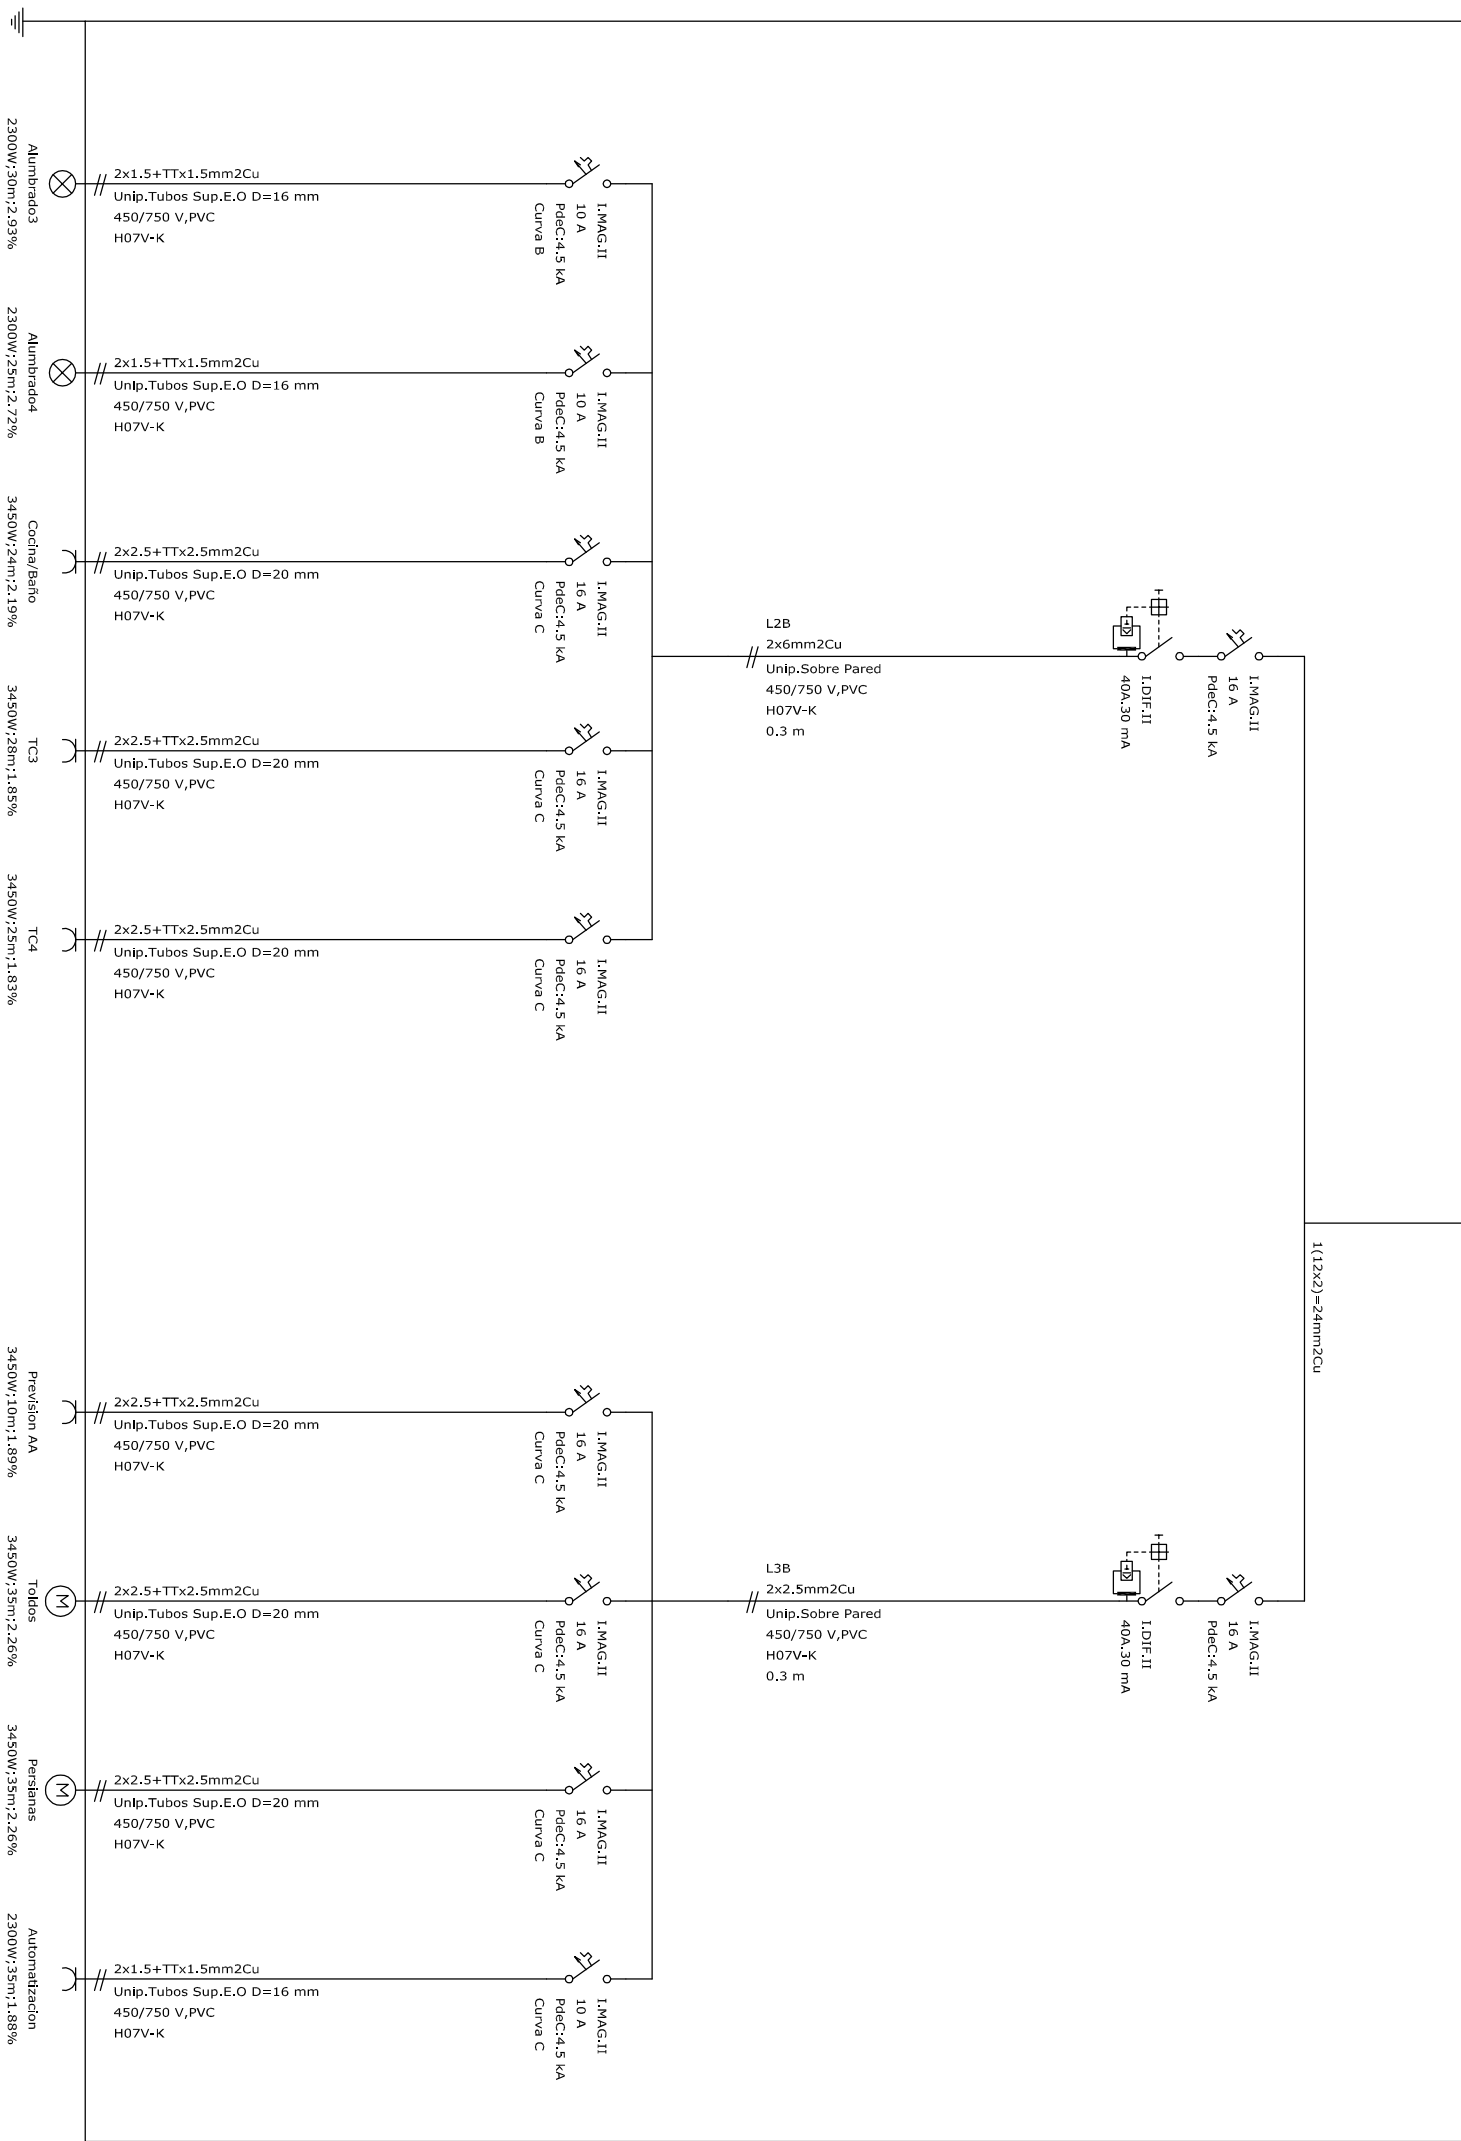 1(12x2)=24mm2Cu
I.MAG.II
16 A
PdeC:4.5 kA
I.DIF.II
40A.30 mA
L2B
2x6mm2Cu
Unip.Sobre Pared
450/750 V,PVC
H07V-K
0.3 m
I.MAG.II
16 A
PdeC:4.5 kA
I.DIF.II
40A.30 mA
L3B
2x2.5mm2Cu
Unip.Sobre Pared
450/750 V,PVC
H07V-K
0.3 m
I.MAG.II
10 A
PdeC:4.5 kA
Curva B
2x1.5+TTx1.5mm2Cu
Unip.Tubos Sup.E.O D=16 mm
450/750 V,PVC
H07V-K
Alumbrado3
2300W;30m;2.93%
I.MAG.II
10 A
PdeC:4.5 kA
Curva B
2x1.5+TTx1.5mm2Cu
Unip.Tubos Sup.E.O D=16 mm
450/750 V,PVC
H07V-K
Alumbrado4
2300W;25m;2.72%
I.MAG.II
16 A
PdeC:4.5 kA
Curva C
2x2.5+TTx2.5mm2Cu
Unip.Tubos Sup.E.O D=20 mm
450/750 V,PVC
H07V-K
Cocina/Baño
3450W;24m;2.19%
I.MAG.II
16 A
PdeC:4.5 kA
Curva C
2x2.5+TTx2.5mm2Cu
Unip.Tubos Sup.E.O D=20 mm
450/750 V,PVC
H07V-K
TC3
3450W;28m;1.85%
I.MAG.II
16 A
PdeC:4.5 kA
Curva C
2x2.5+TTx2.5mm2Cu
Unip.Tubos Sup.E.O D=20 mm
450/750 V,PVC
H07V-K
TC4
3450W;25m;1.83%
I.MAG.II
16 A
PdeC:4.5 kA
Curva C
2x2.5+TTx2.5mm2Cu
Unip.Tubos Sup.E.O D=20 mm
450/750 V,PVC
H07V-K
Prevision AA
3450W;10m;1.89%
I.MAG.II
16 A
PdeC:4.5 kA
Curva C
2x2.5+TTx2.5mm2Cu
Unip.Tubos Sup.E.O D=20 mm
450/750 V,PVC
H07V-K
M
Toldos
3450W;35m;2.26%
I.MAG.II
16 A
PdeC:4.5 kA
Curva C
2x2.5+TTx2.5mm2Cu
Unip.Tubos Sup.E.O D=20 mm
450/750 V,PVC
H07V-K
M
Persianas
3450W;35m;2.26%
I.MAG.II
10 A
PdeC:4.5 kA
Curva C
2x1.5+TTx1.5mm2Cu
Unip.Tubos Sup.E.O D=16 mm
450/750 V,PVC
H07V-K
Automatizacion
2300W;35m;1.88%